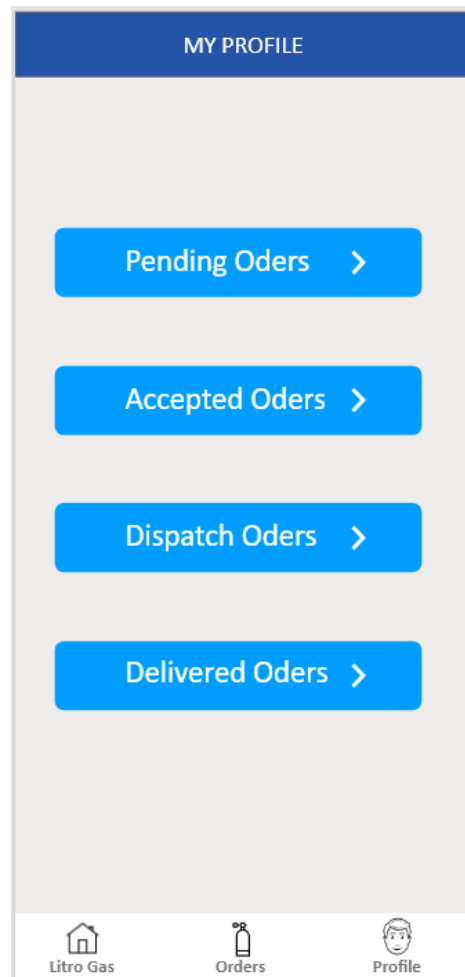 MY PROFILE
Pending Oders
Accepted Oders
Dispatch Oders
Delivered Oders
Litro Gas Orders Profile